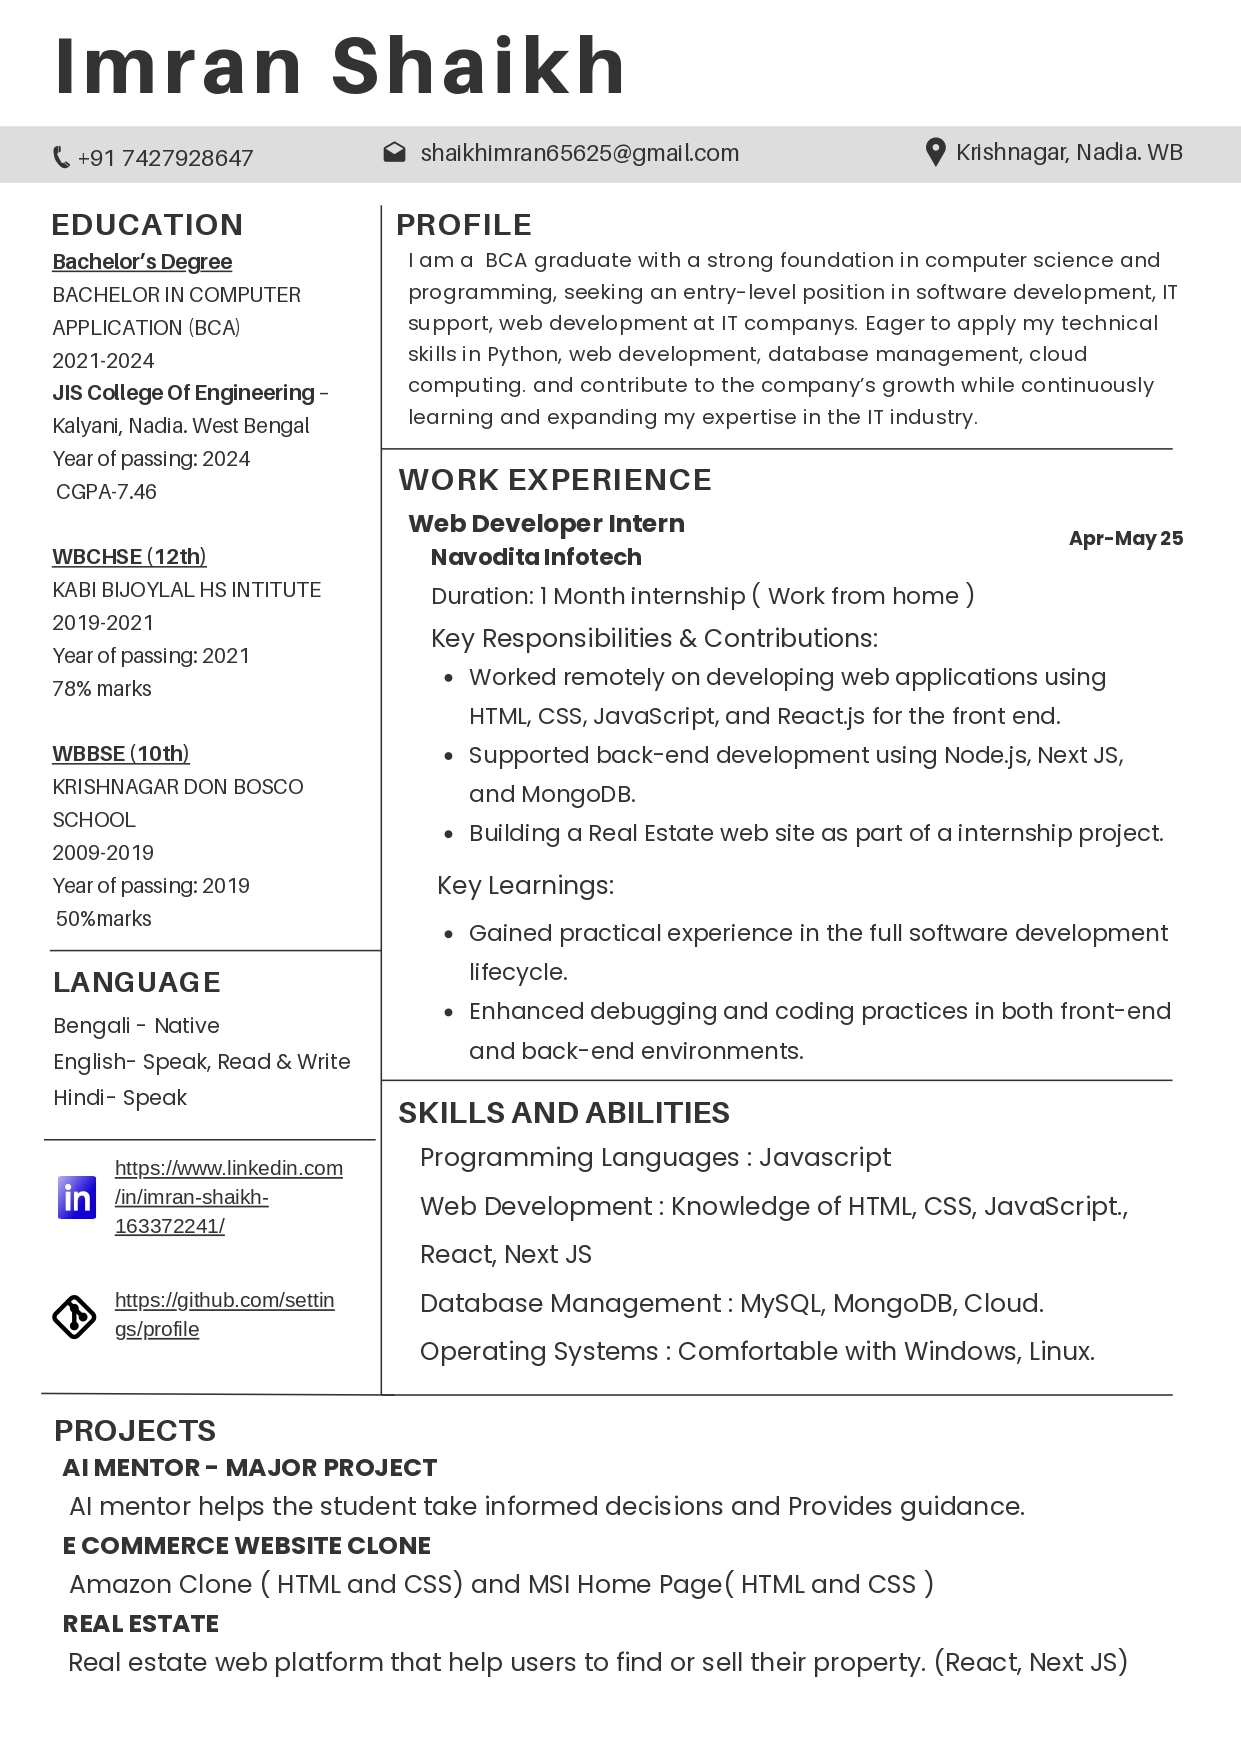 Imran Shaikh
+91 7427928647
shaikhimran65625@gmail.com
Krishnagar, Nadia. WB
EDUCATION
Bachelor’s Degree
BACHELOR IN COMPUTER
APPLICATION (BCA)
2021-2024
JIS College Of Engineering –
Kalyani, Nadia. West Bengal
Year of passing: 2024
CGPA-7.46
WBCHSE (12th)
KABI BIJOYLAL HS INTITUTE
2019-2021
Year of passing: 2021
78% marks
WBBSE (10th)
KRISHNAGAR DON BOSCO
SCHOOL
2009-2019
Year of passing: 2019
50%marks
LANGUAGE
Bengali - Native
English- Speak, Read & Write
Hindi- Speak
https://www.linkedin.com
/in/imran-shaikh-
163372241/
https://github.com/settin
gs/profile
PROFILE
I am a  BCA graduate with a strong foundation in computer science and
programming, seeking an entry-level position in software development, IT
support, web development at IT companys. Eager to apply my technical
skills in Python, web development, database management, cloud
computing. and contribute to the company’s growth while continuously
learning and expanding my expertise in the IT industry.
WORK EXPERIENCE
Web Developer Intern
Apr-May 25
Navodita Infotech
Duration: 1 Month internship ( Work from home )
Key Responsibilities & Contributions:
• Worked remotely on developing web applications using
HTML, CSS, JavaScript, and React.js for the front end.
• Supported back-end development using Node.js, Next JS,
and MongoDB.
• Building a Real Estate web site as part of a internship project.
Key Learnings:
• Gained practical experience in the full software development
lifecycle.
• Enhanced debugging and coding practices in both front-end
and back-end environments.
SKILLS AND ABILITIES
Programming Languages : Javascript
Web Development : Knowledge of HTML, CSS, JavaScript.,
React, Next JS
Database Management : MySQL, MongoDB, Cloud.
Operating Systems : Comfortable with Windows, Linux.
PROJECTS
AI MENTOR - MAJOR PROJECT
AI mentor helps the student take informed decisions and Provides guidance.
E COMMERCE WEBSITE CLONE
Amazon Clone ( HTML and CSS) and MSI Home Page( HTML and CSS )
REAL ESTATE
Real estate web platform that help users to find or sell their property. (React, Next JS)